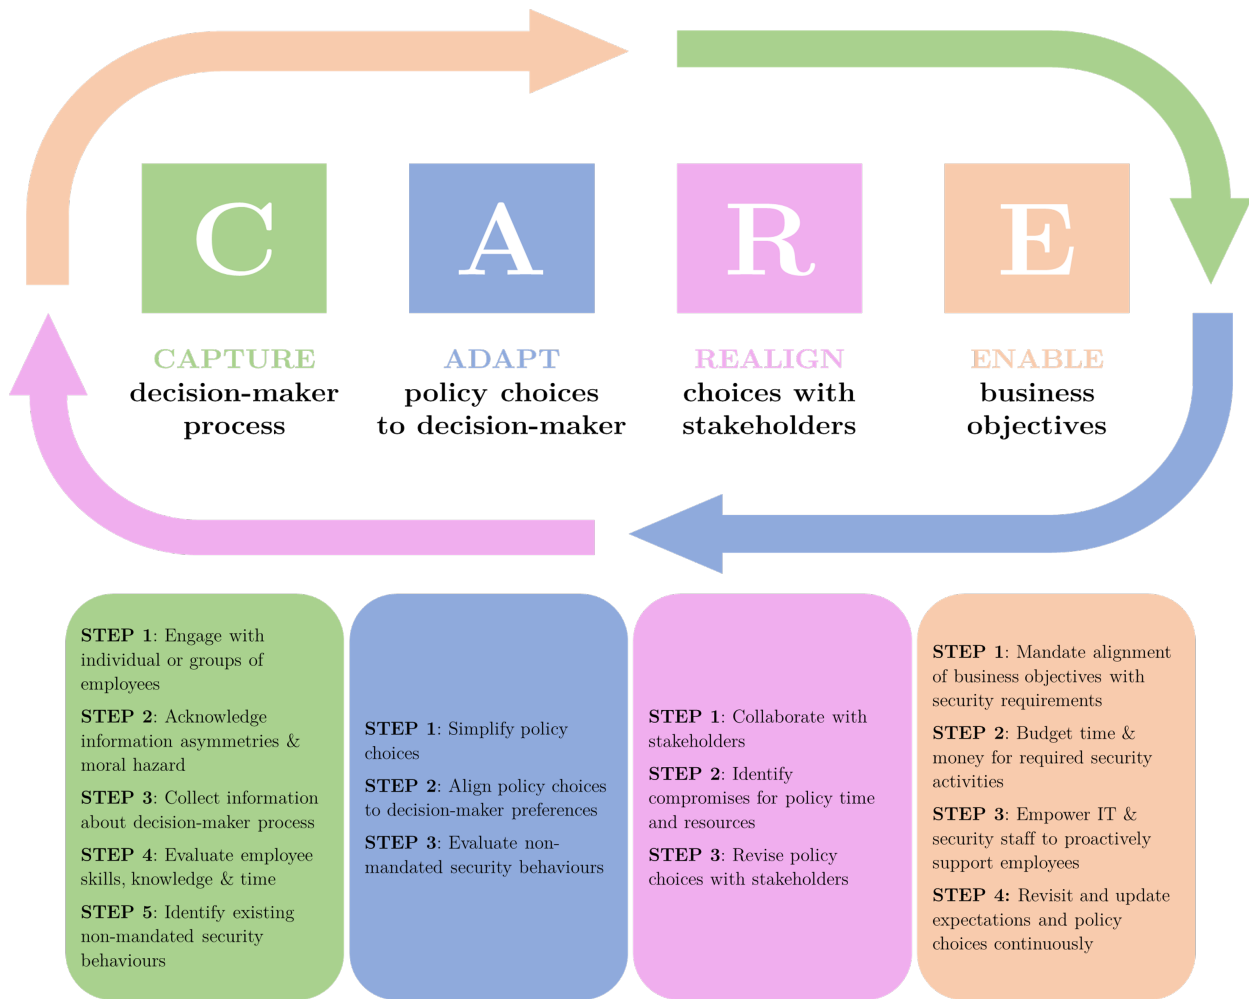 C
A
R
E
CAPTURE
decision-maker
process
ADAPT
policy choices
to decision-maker
REALIGN
choices with
stakeholders
ENABLE
business
objectives
STEP 1: Engage with
individual or groups of
employees
STEP 2: Acknowledge
information asymmetries &
moral hazard
STEP 3: Collect information
about decision-maker process
STEP 4: Evaluate employee
skills, knowledge & time
STEP 5: Identify existing
non-mandated security
behaviours
STEP 1: Simplify policy
choices
STEP 2: Align policy choices
to decision-maker preferences
STEP 3: Evaluate non-
mandated security behaviours
STEP 1: Collaborate with
stakeholders
STEP 2: Identify
compromises for policy time
and resources
STEP 3: Revise policy
choices with stakeholders
STEP 1: Mandate alignment
of business objectives with
security requirements
STEP 2: Budget time &
money for required security
activities
STEP 3: Empower IT &
security staff to proactively
support employees
STEP 4: Revisit and update
expectations and policy
choices continuously